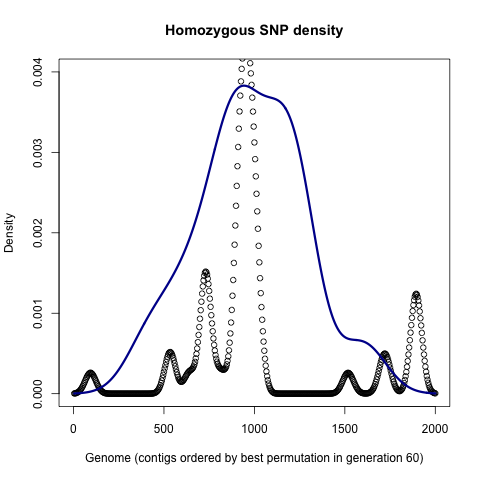 Homozygous SNP density
Density
0.004
0.003
0.002
0.001
0.000
0 500 1000 1500 2000
Genome (contigs ordered by best permutation in generation 60)